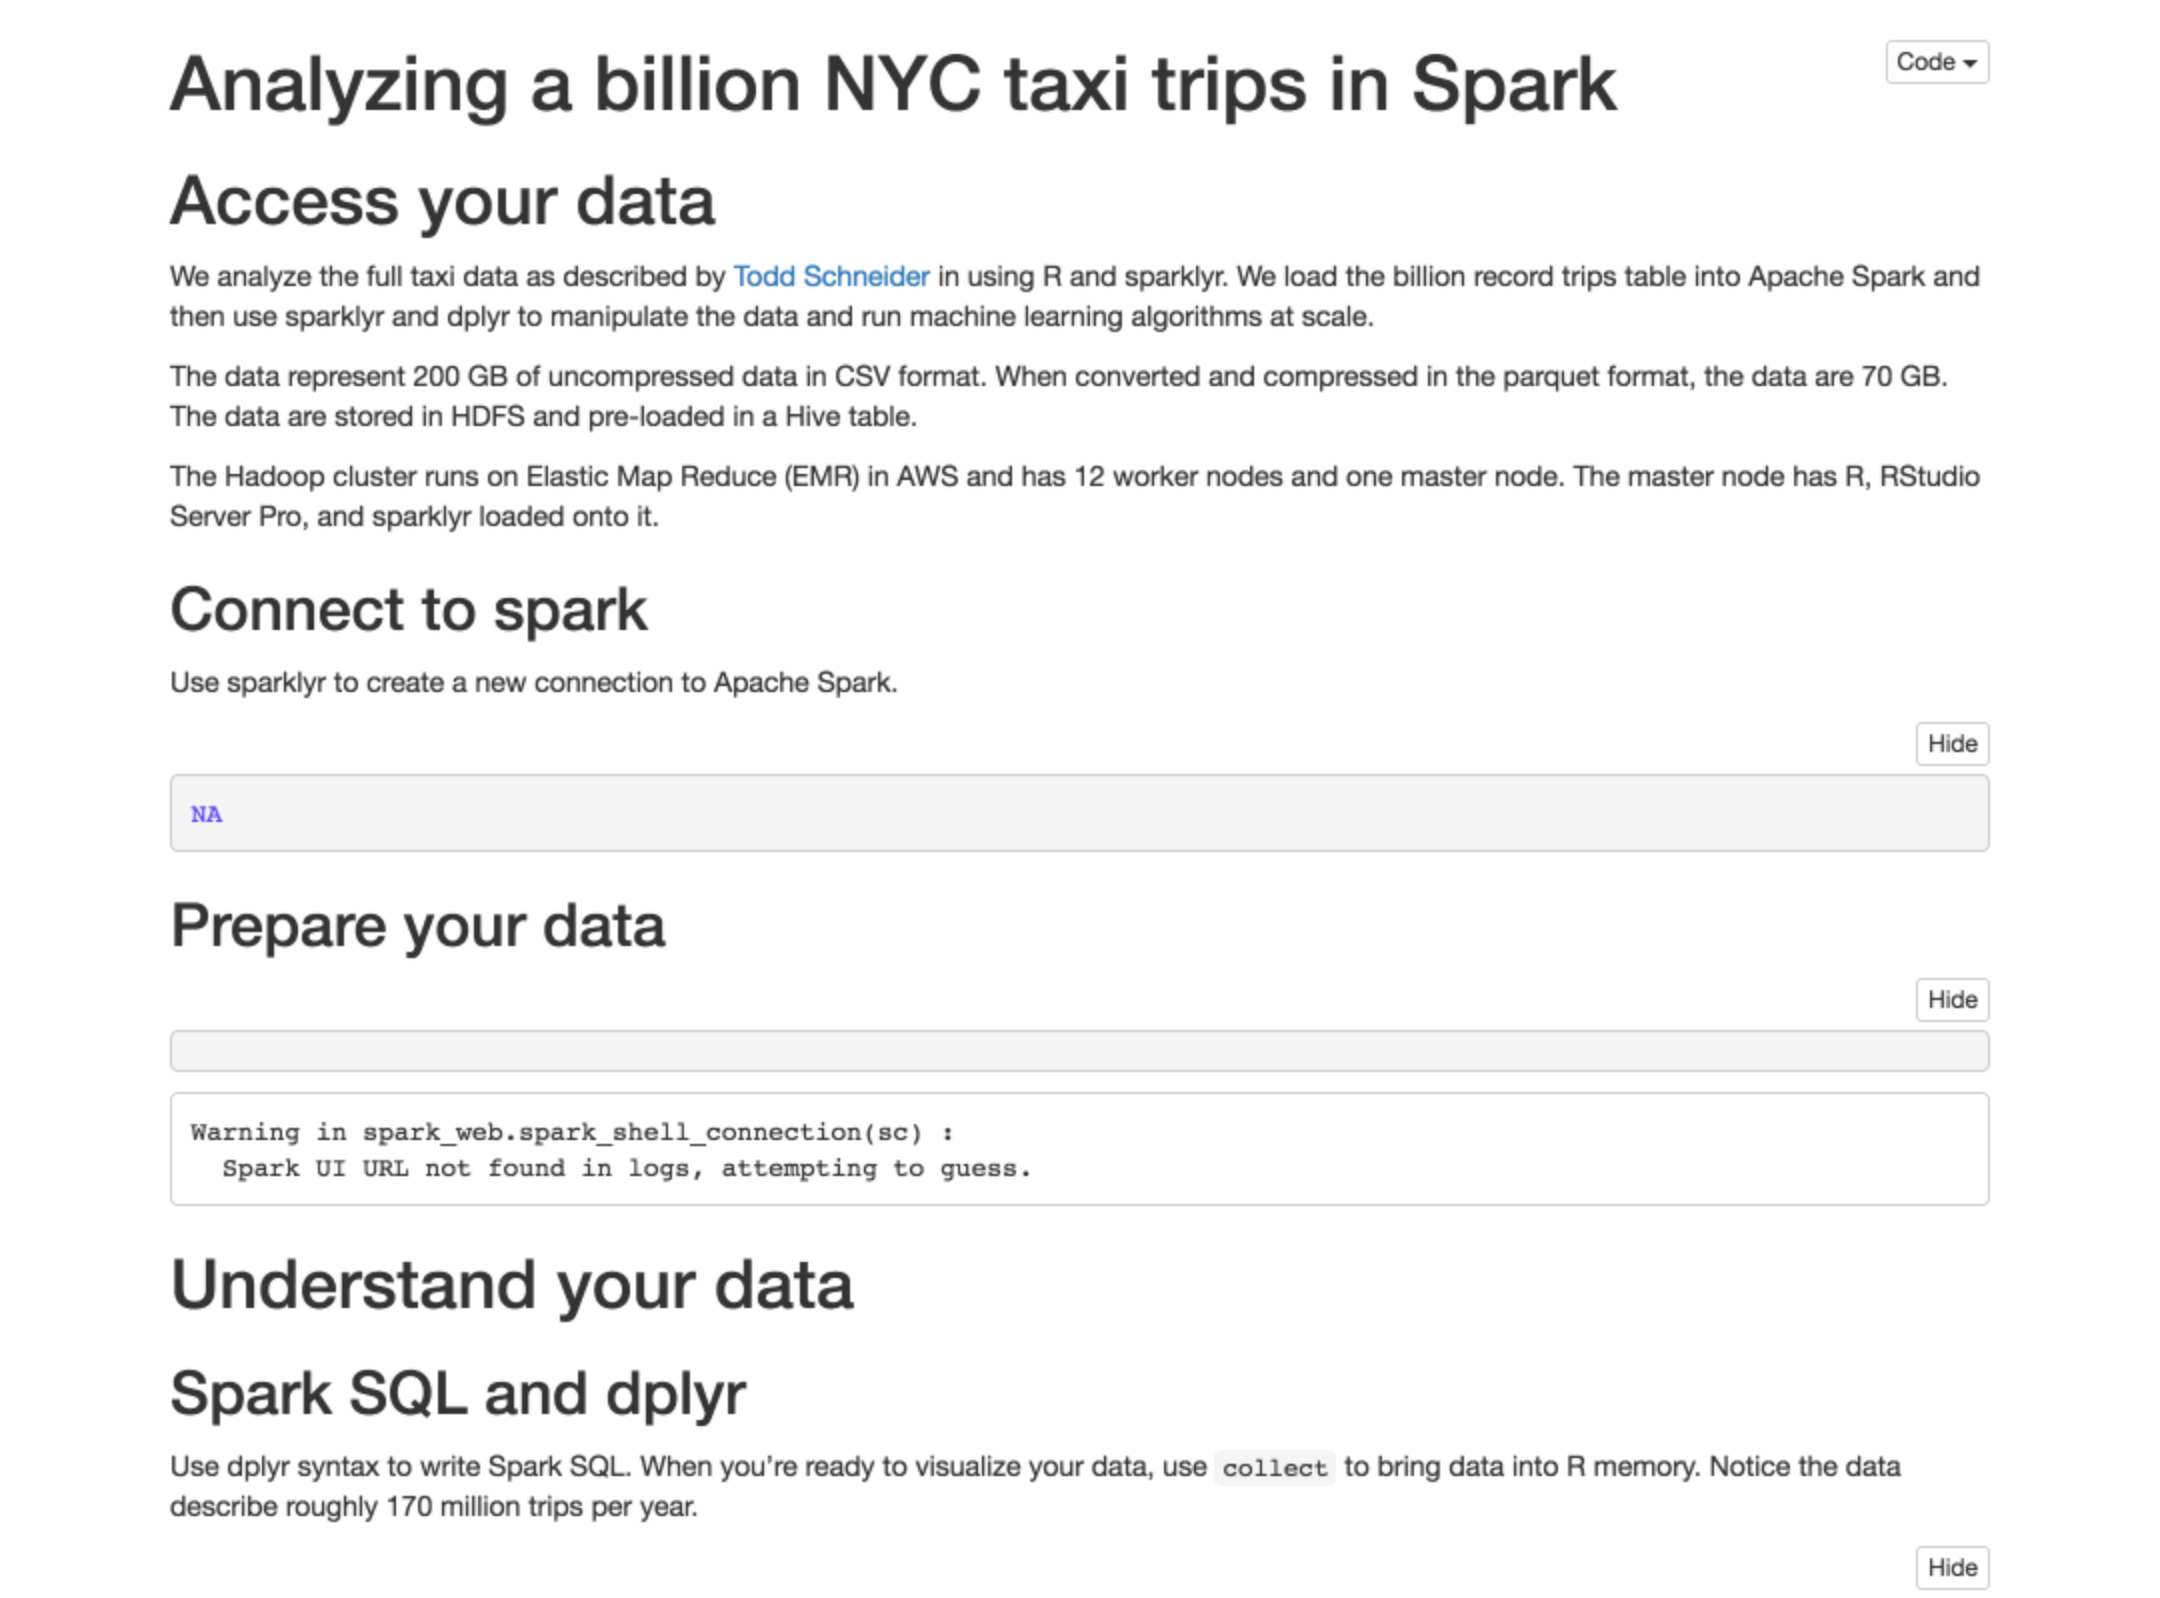 Analyzing a billion NYC taxi trips in Spark
Code
Access your data
We analyze the full taxi data as described by Todd Schneider in using R and sparklyr. We load the billion record trips table into Apache Spark and
then use sparklyr and dplyr to manipulate the data and run machine learning algorithms at scale.
The data represent 200 GB of uncompressed data in CSV format. When converted and compressed in the parquet format, the data are 70 GB.
The data are stored in HDFS and pre-loaded in a Hive table.
The Hadoop cluster runs on Elastic Map Reduce (EMR) in AWS and has 12 worker nodes and one master node. The master node has R, RStudio
Server Pro, and sparklyr loaded onto it.
Connect to spark
Use sparklyr to create a new connection to Apache Spark.
Hide
NA
Prepare your data
Hide
Warning in spark_web.spark_shell_connection(sc) :
  Spark UI URL not found in logs, attempting to guess.
Understand your data
Spark SQL and dplyr
Use dplyr syntax to write Spark SQL. When you're ready to visualize your data, use collect to bring data into R memory. Notice the data
describe roughly 170 million trips per year.
Hide